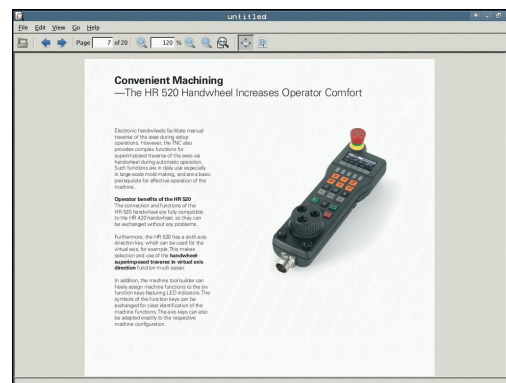 untitled
File Edit View Go Help
Page 7 of 20 120 %
Convenient Machining
—The HR 520 Handwheel Increases Operator Comfort
Electronic handwheels facilitate manual
traverse of the axes during setup
operations. However, the TNC also
provides complex functions for
superimposed traverse of the axes via
handwheel during automatic operation.
Such functions are in daily use especially
in large-scale mold making, and are a basic
prerequisite for effective operation of the
machine.
Operator benefits of the HR 520
The connection and functions of the
HR 520 handwheel are fully compatible
to the HR 420 handwheel, so they can
be exchanged without any problems.
Furthermore, the HR 520 has a sixth axis
direction key, which can be used for the
virtual axis, for example. This makes
selection and use of the handwheel-
superimposed traverse in virtual axis
direction function much easier.
In addition, the machine tool builder can
freely assign machine functions to the six
function keys featuring LED indicators. The
symbols of the function keys can be
exchanged for clear identification of the
machine functions. The axis keys can also
be adapted exactly to the respective
machine configuration.